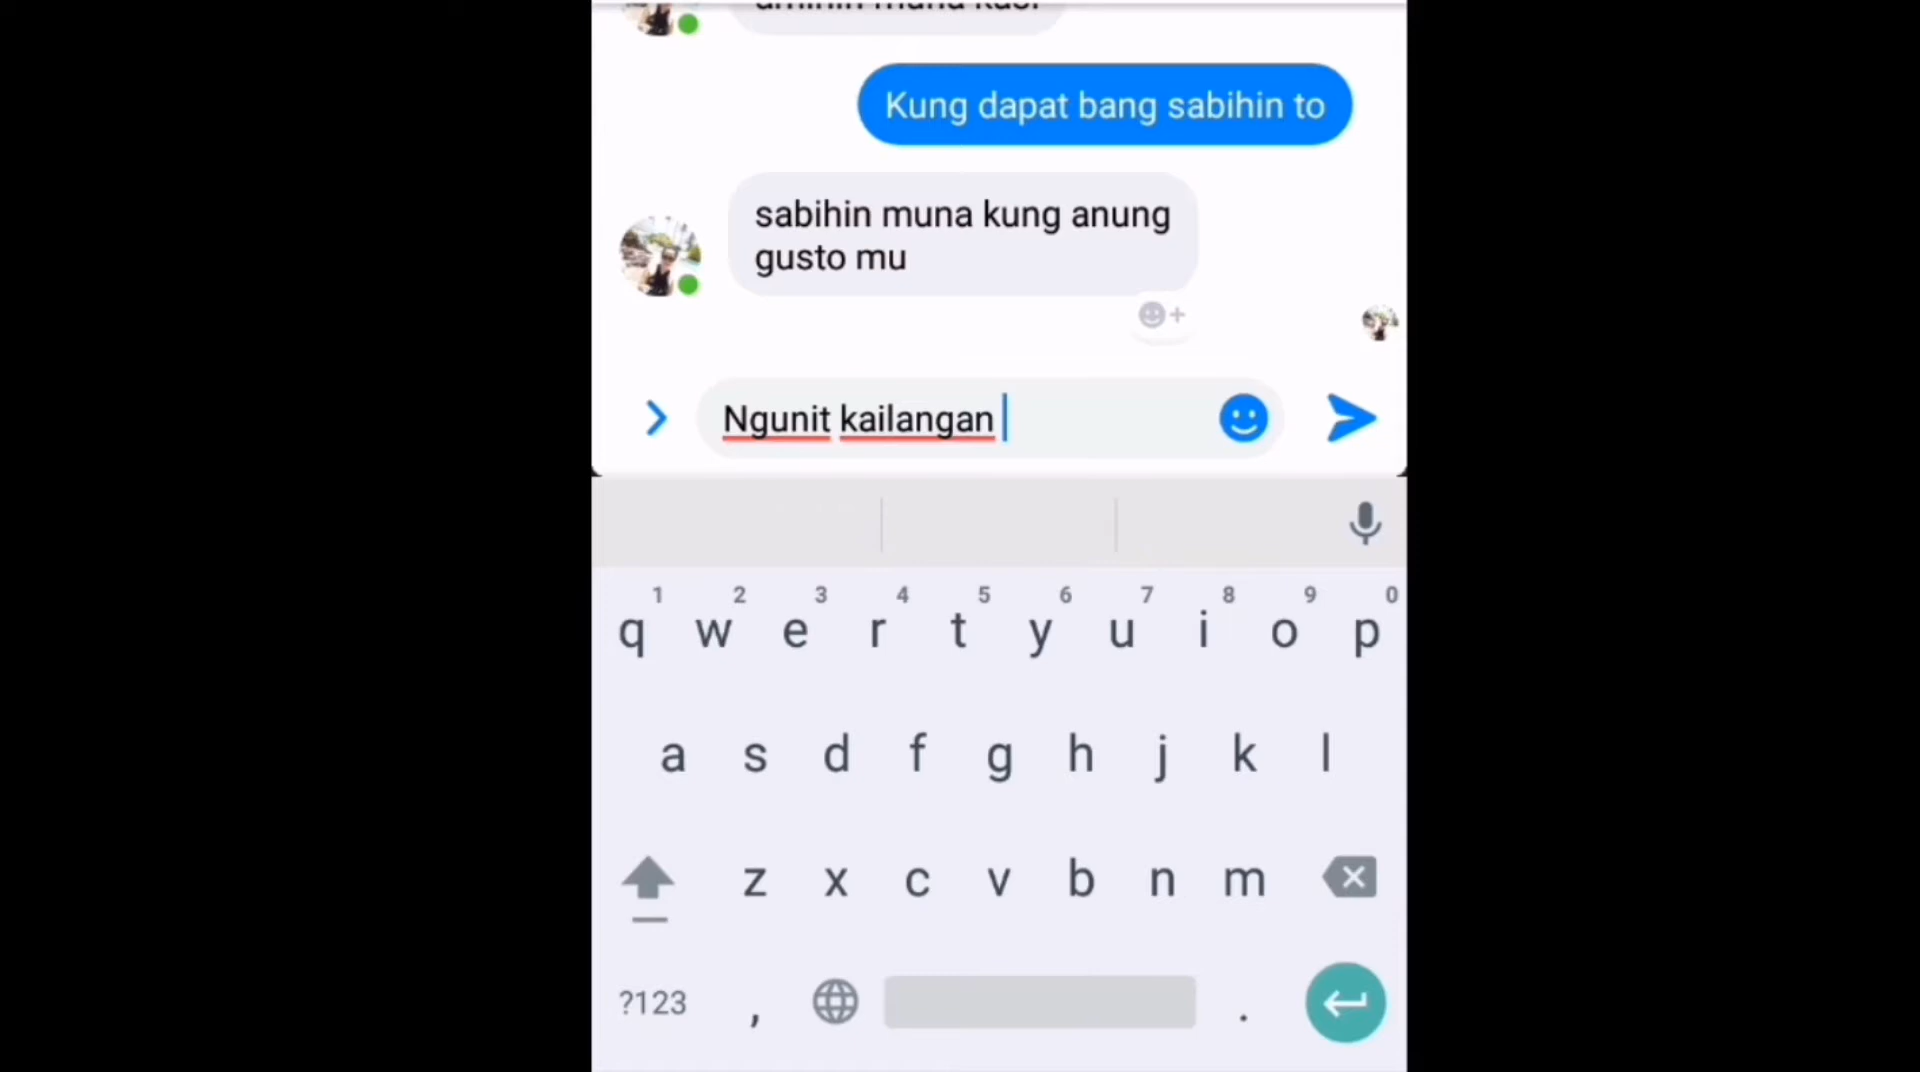 Kung dapat bang sabihin to
sabihin muna kung anung
gusto mu
Ngunit kailangan
1 2 3 4 5 6 7 8 9 0
q w e r t y u i o p
a s d f g h j k l
z x c v b n m
?123 , .